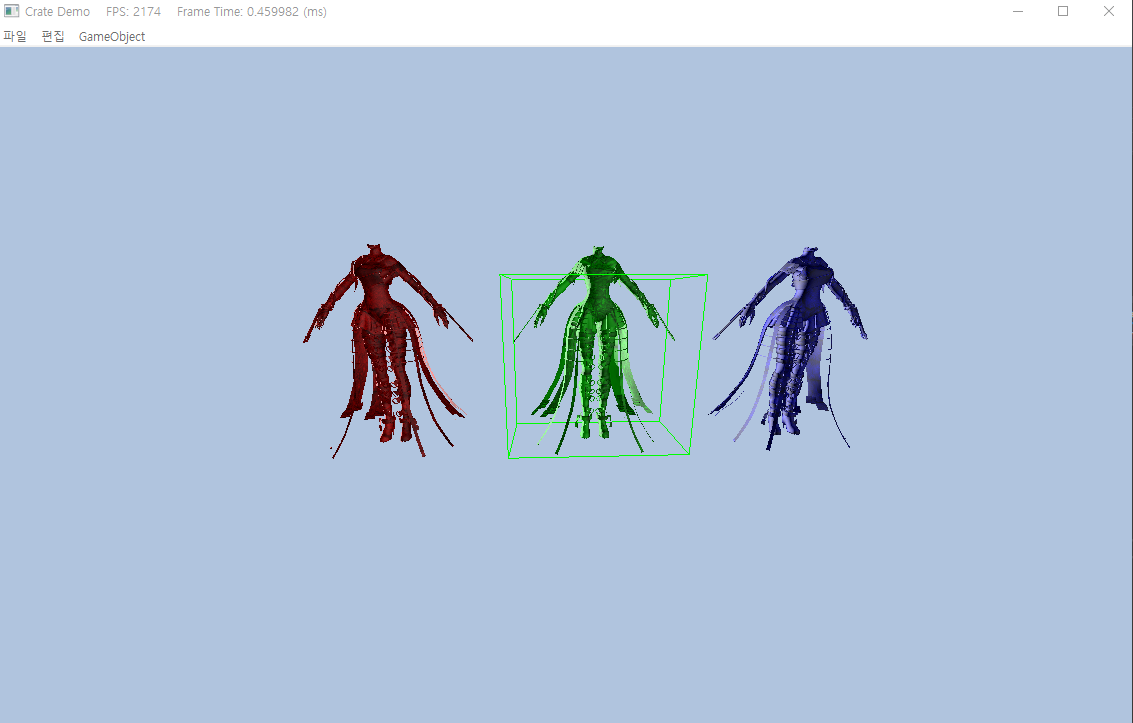 Crate Demo FPS: 2174 Frame Time: 0.459982 (ms)
파일 편집 GameObject